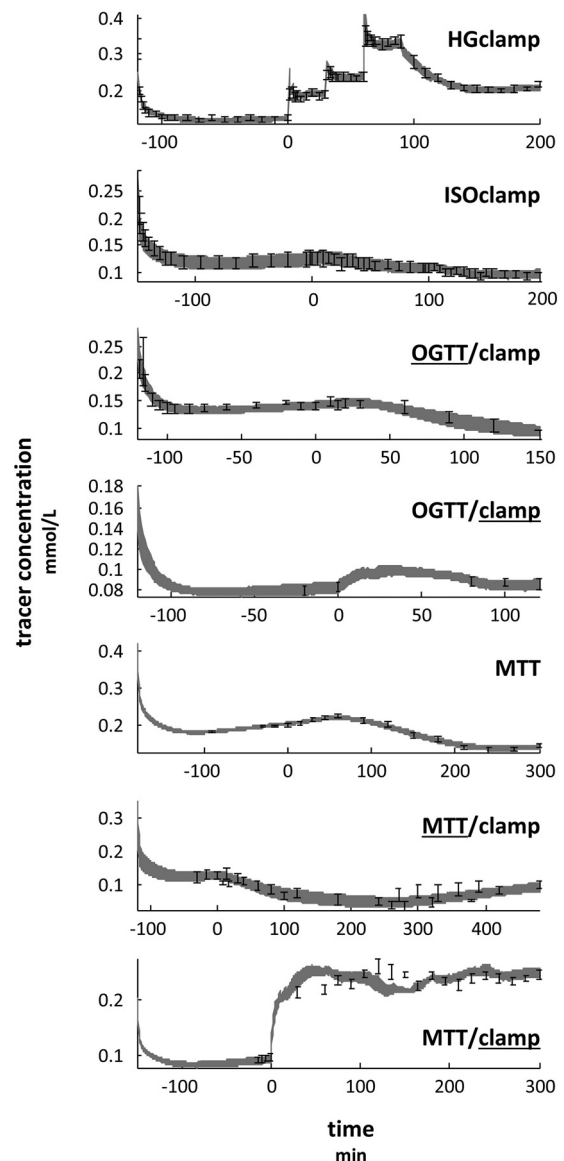 HGclamp
0.4
0.3
0.2
-100 0 100 200
ISOclamp
0.25
0.2
0.15
0.1
-100 0 100 200
OGTT/clamp
0.25
0.2
0.15
0.1
-100 -50 0 50 100 150
OGTT/clamp
0.18
0.16
0.14
0.12
0.1
0.08
-100 -50 0 50 100
MTT
0.4
0.3
0.2
-100 0 100 200 300
MTT/clamp
0.3
0.2
0.1
-100 0 100 200 300 400
MTT/clamp
0.2
0.1
-100 0 100 200 300
tracer concentration
mmol/L
time
min